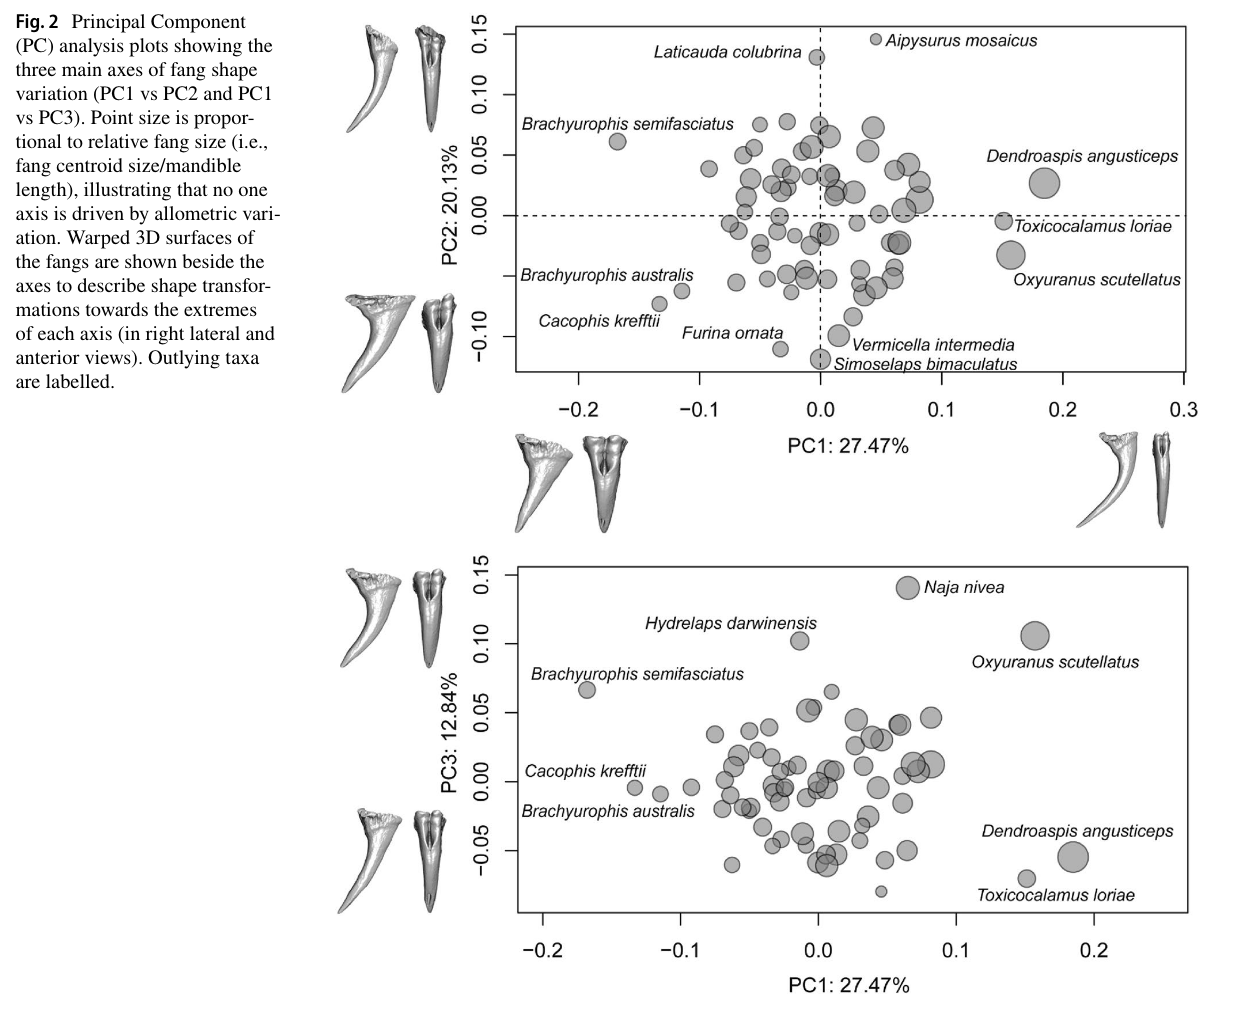 Fig. 2 Principal Component
(PC) analysis plots showing the
three main axes of fang shape
variation (PC1 vs PC2 and PC1
vs PC3). Point size is propor-
tional to relative fang size (i.e.,
fang centroid size/mandible
length), illustrating that no one
axis is driven by allometric vari-
ation. Warped 3D surfaces of
the fangs are shown beside the
axes to describe shape transfor-
mations towards the extremes
of each axis (in right lateral and
anterior views). Outlying taxa
are labelled.
PC2: 20.13%
0.15
0.10
0.05
0.00
−0.10
Laticauda colubrina
Aipysurus mosaicus
Brachyurophis semifasciatus
Dendroaspis angusticeps
Toxicocalamus loriae
Brachyurophis australis
Oxyuranus scutellatus
Cacophis krefftii
Furina ornata
Vermicella intermedia
Simoselaps bimaculatus
−0.2
−0.1
0.0
0.1
0.2
0.3
PC1: 27.47%
PC3: 12.84%
0.15
0.10
0.05
0.00
−0.05
Naja nivea
Hydrelaps darwinensis
Oxyuranus scutellatus
Brachyurophis semifasciatus
Cacophis krefftii
Brachyurophis australis
Dendroaspis angusticeps
Toxicocalamus loriae
−0.2
−0.1
0.0
0.1
0.2
PC1: 27.47%